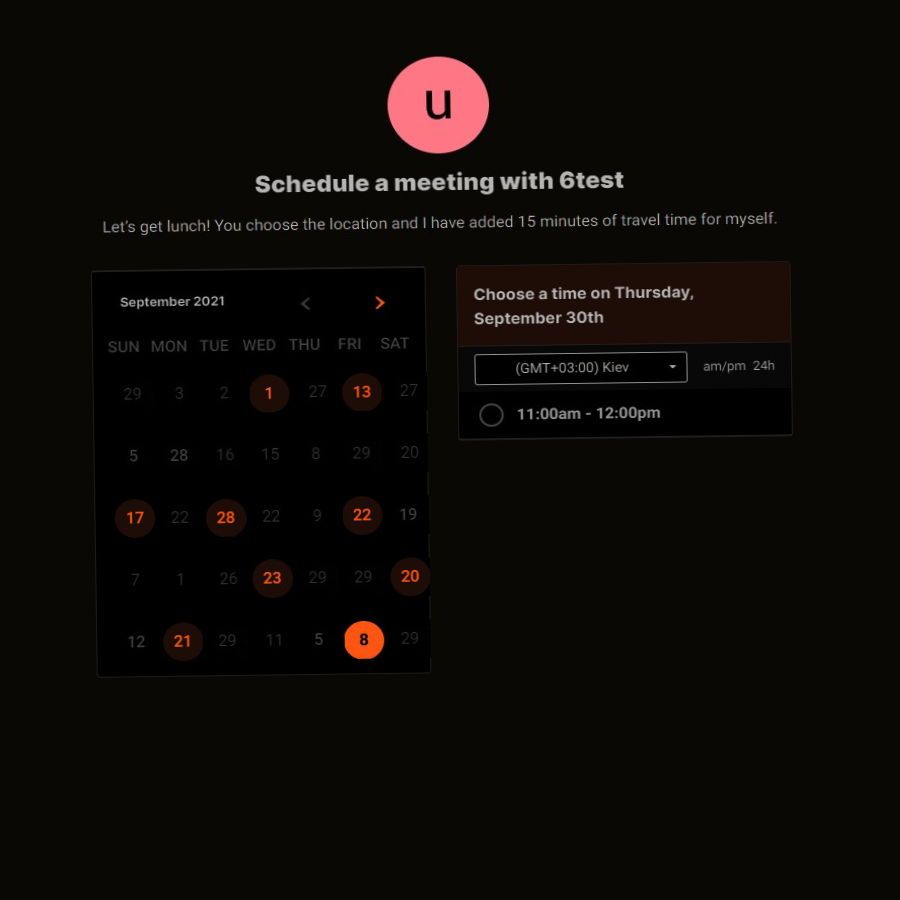 u
Schedule a meeting with 6test
Let's get lunch! You choose the location and I have added 15 minutes of travel time for myself.
September 2021
SUN MON TUE WED THU FRI SAT
29 3 2 1 27 13 27
5 28 16 15 8 29 20
17 22 28 22 9 22 19
7 1 26 23 29 29 20
12 21 29 11 5 8 29
Choose a time on Thursday,
September 30th
(GMT+03:00) Kiev am/pm 24h
11:00am - 12:00pm